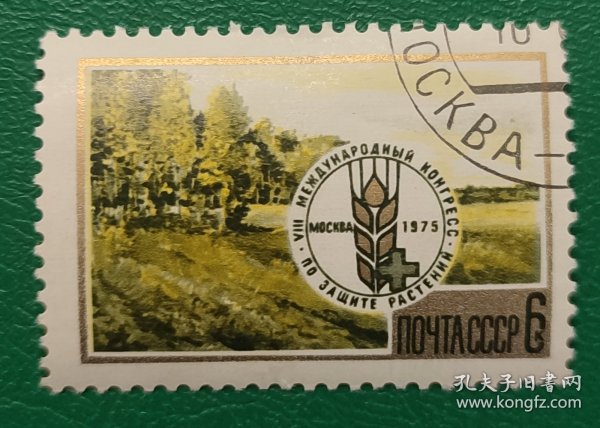 10
МОСКВА
VIII МЕЖДУНАРОДНЫЙ КОНГРЕСС
ПО ЗАЩИТЕ РАСТЕНИЙ
МОСКВА 1975
ПОЧТА СССР 6
孔夫子旧书网
www.kongfz.com